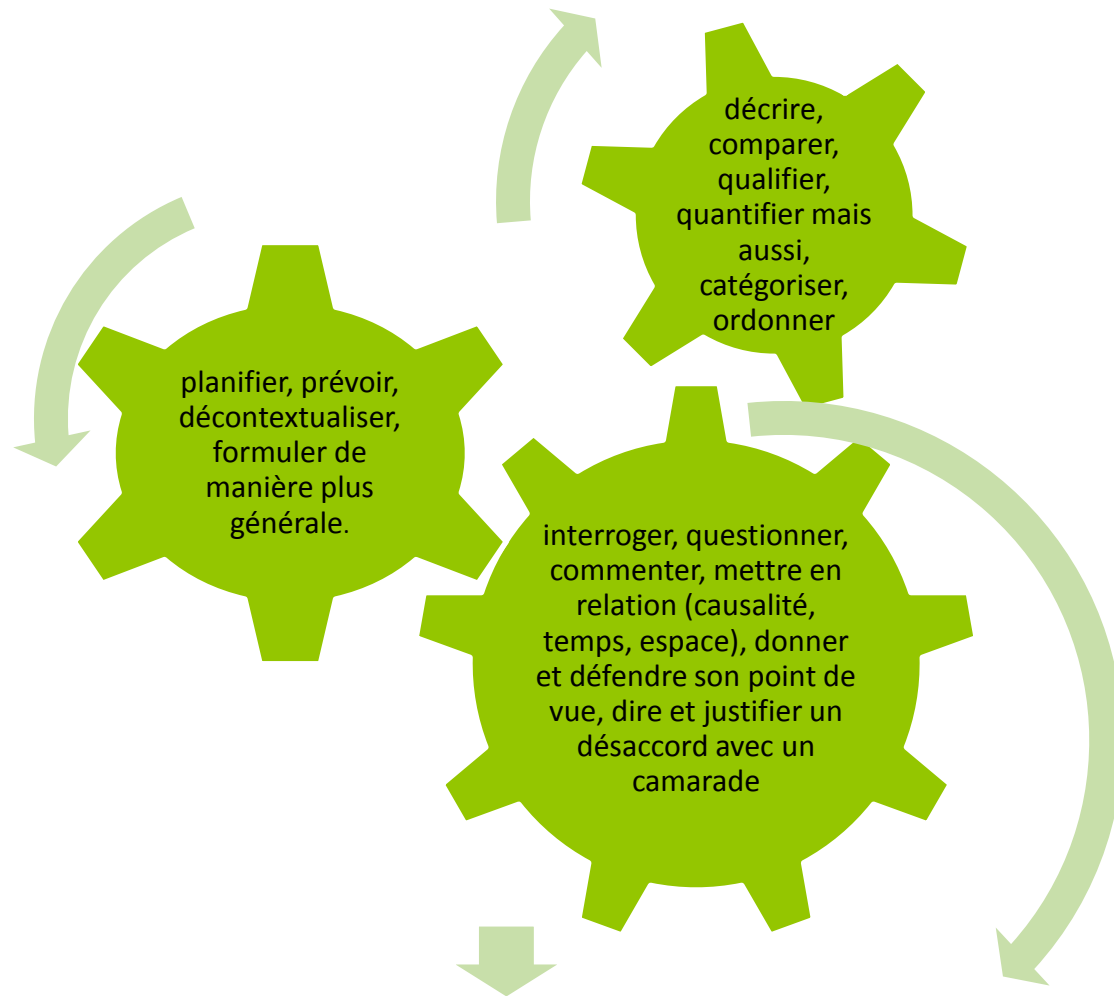 décrire,
comparer,
qualifier,
quantifier mais
aussi,
catégoriser,
ordonner
planifier, prévoir,
décontextualiser,
formuler de
manière plus
générale.
interroger, questionner,
commenter, mettre en
relation (causalité,
temps, espace), donner
et défendre son point de
vue, dire et justifier un
désaccord avec un
camarade